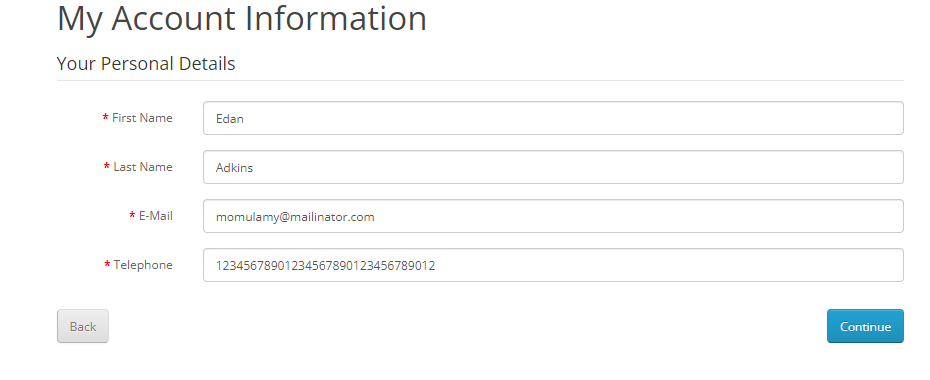 My Account Information
Your Personal Details
* First Name Edan
* Last Name Adkins
* E-Mail momulamy@mailinator.com
* Telephone 12345678901234567890123456789012
Back Continue